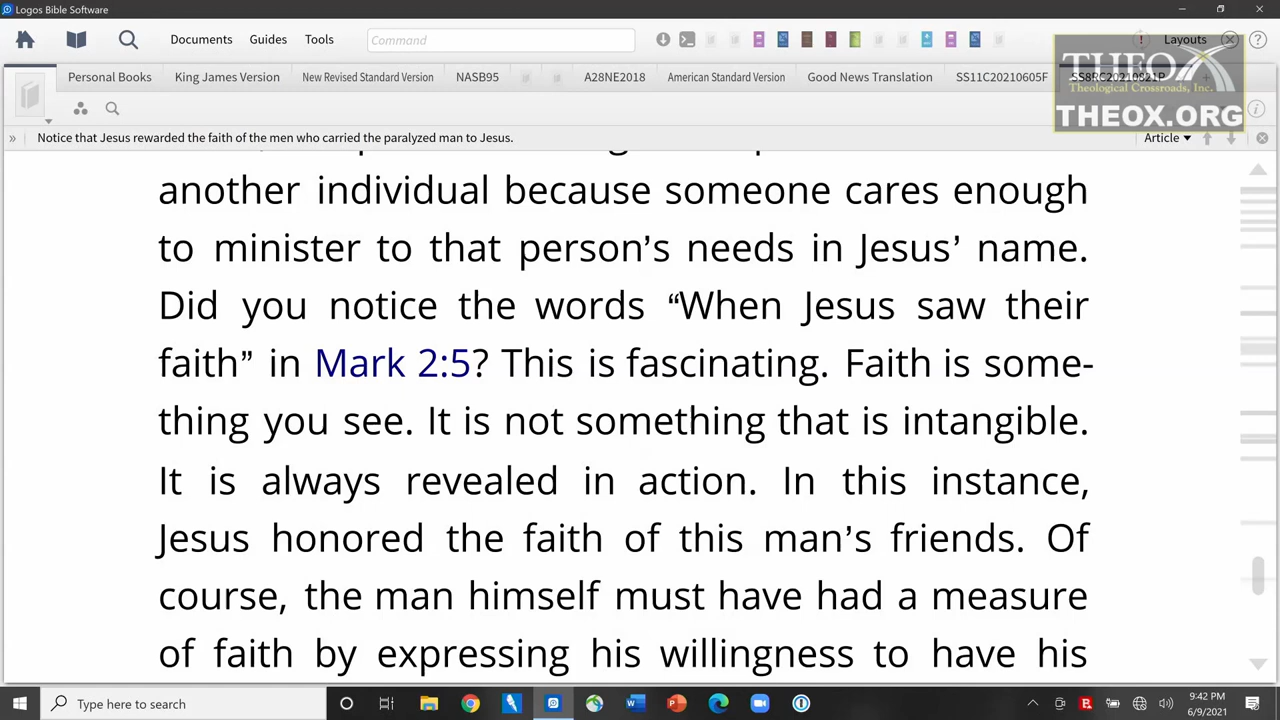 Logos Bible Software
Documents Guides Tools Command Layouts
THEOX
Theological Crossroads, Inc.
THEOX.ORG
Personal Books King James Version New Revised Standard NASB95 A28NE2018 American Standard Version Good News Translation SS11C20210605F SS8RC20210821P
» Notice that Jesus rewarded the faith of the men who carried the paralyzed man to Jesus. Article
another individual because someone cares enough
to minister to that person’s needs in Jesus’ name.
Did you notice the words “When Jesus saw their
faith” in Mark 2:5? This is fascinating. Faith is some-
thing you see. It is not something that is intangible.
It is always revealed in action. In this instance,
Jesus honored the faith of this man’s friends. Of
course, the man himself must have had a measure
of faith by expressing his willingness to have his
Type here to search
9:42 PM
6/9/2021